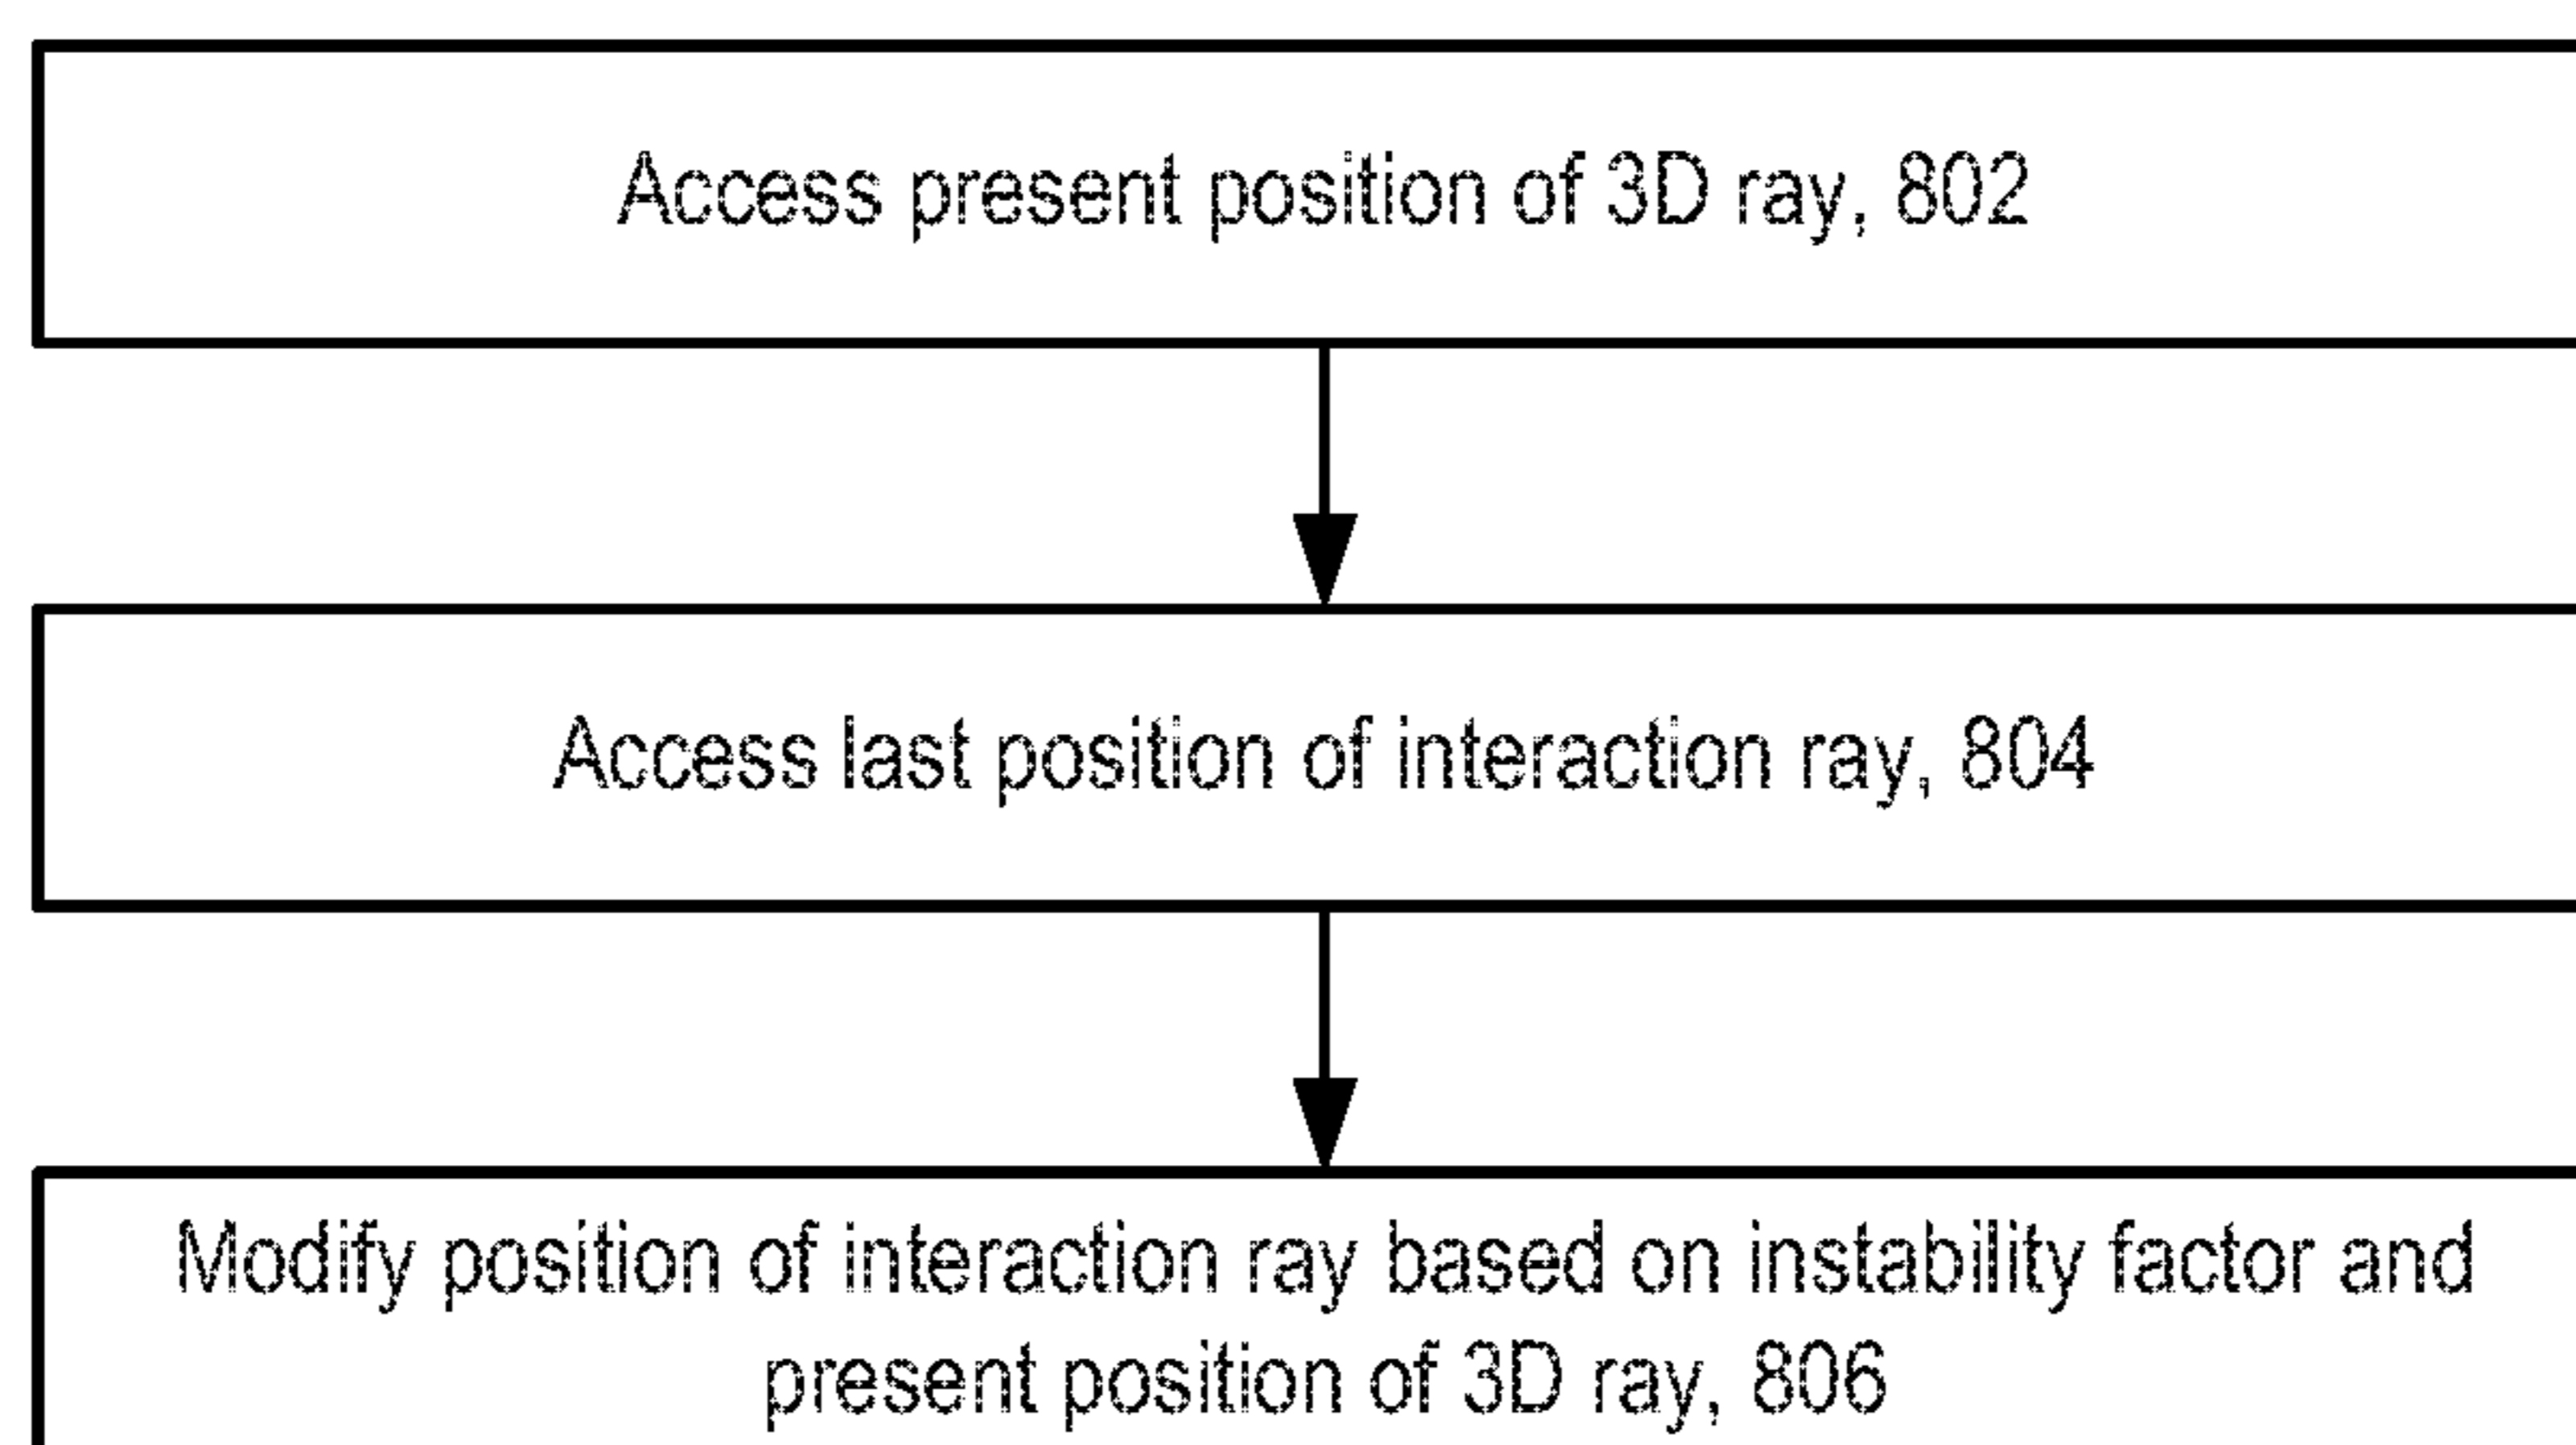 Access present position of 3D ray, 802
Access last position of interaction ray, 804
Modify position of interaction ray based on instability factor and
present position of 3D ray, 806